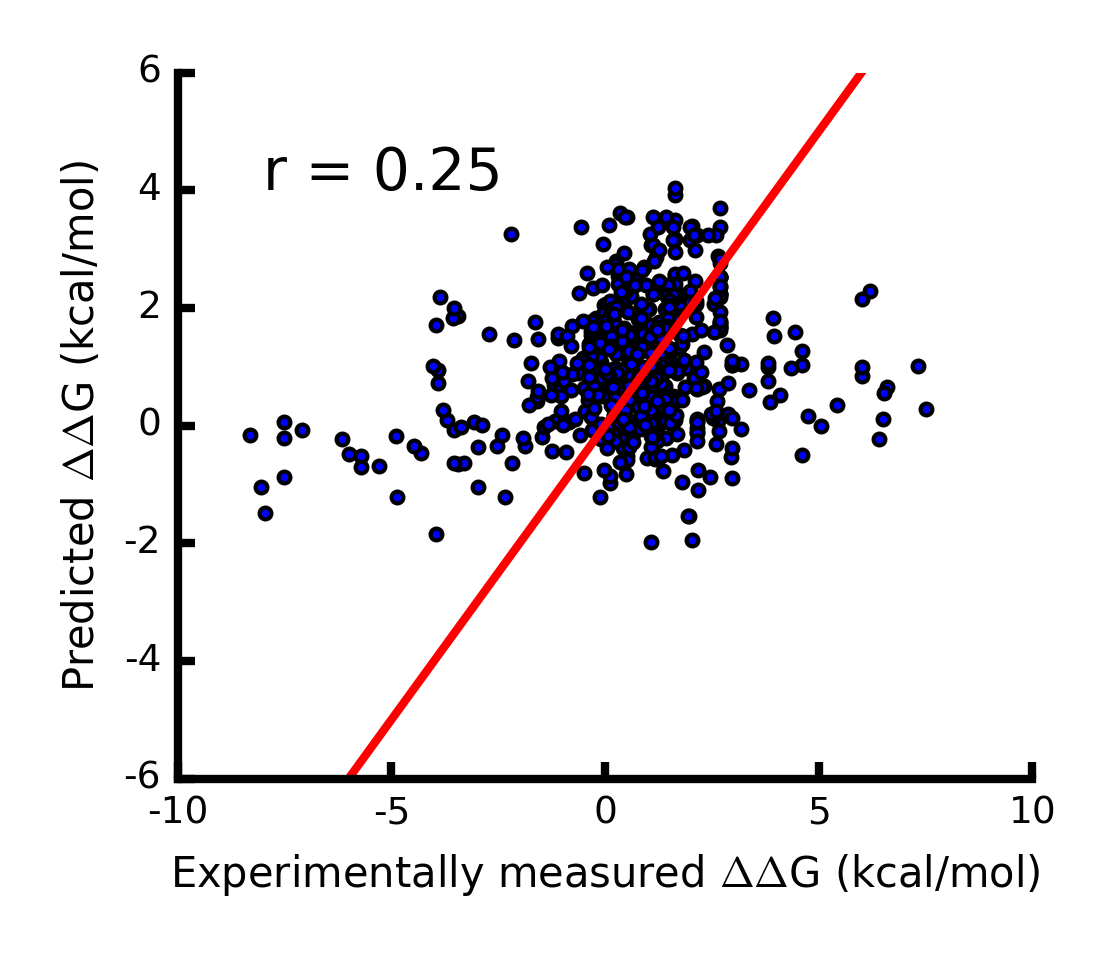 r = 0.25
6
4
2
0
-2
-4
-6
Predicted ΔΔG (kcal/mol)
-10 -5 0 5 10
Experimentally measured ΔΔG (kcal/mol)